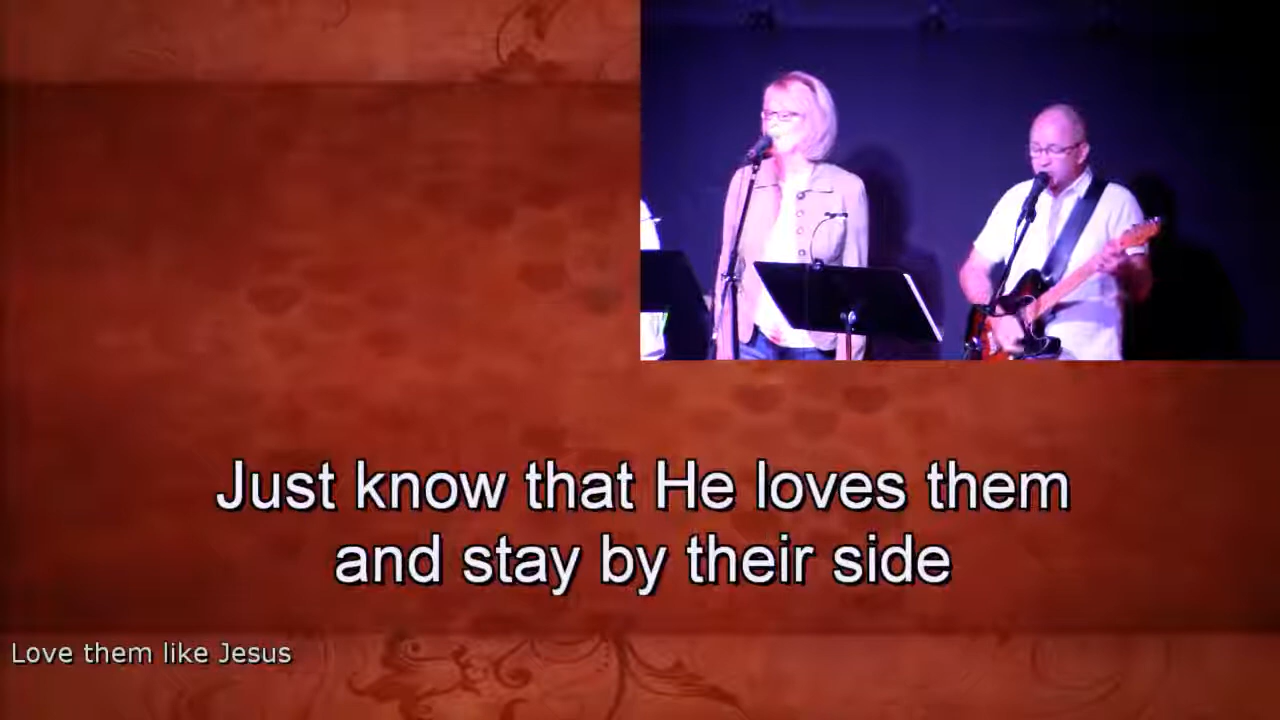 Just know that He loves them
and stay by their side
Love them like Jesus